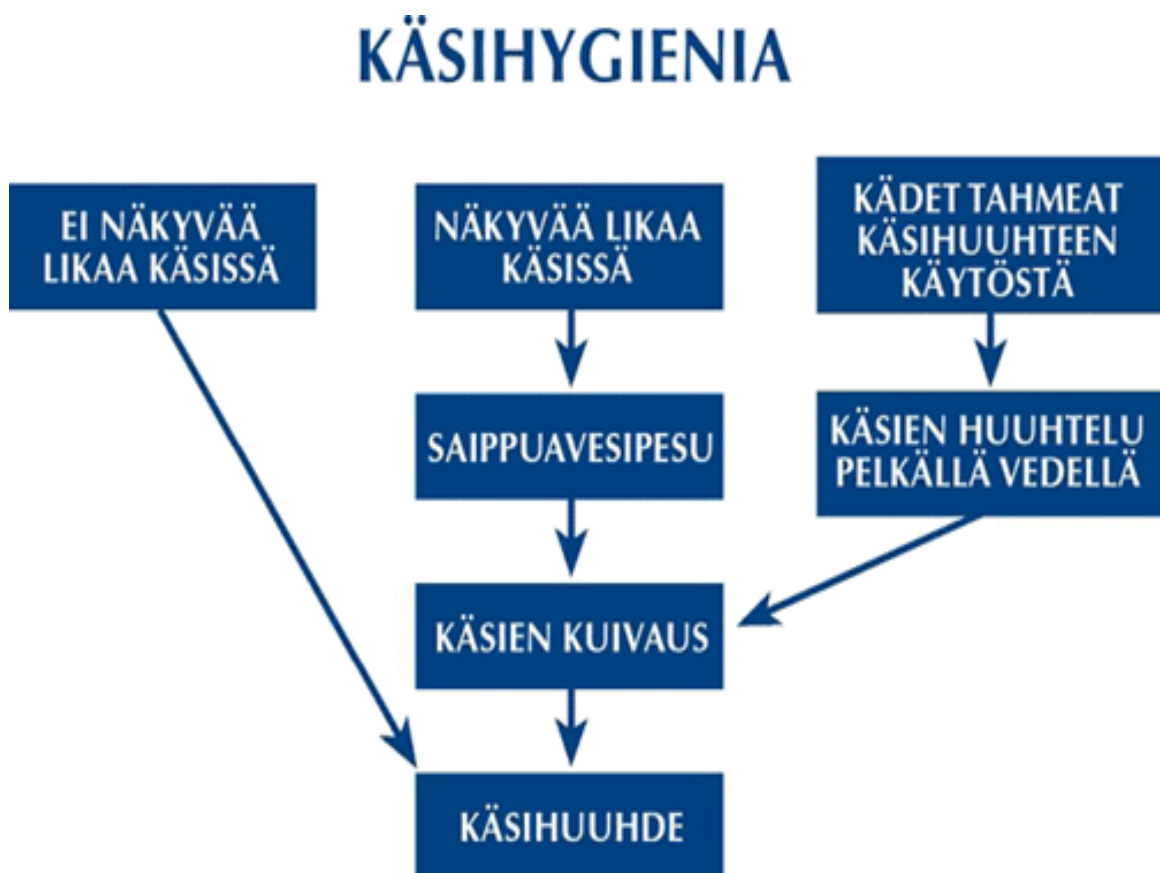 KÄSIHYGIENIA
EI NÄKYVÄÄ
LIKAA KÄSISSÄ
NÄKYVÄÄ LIKAA
KÄSISSÄ
KÄDET TAHMEAT
KÄSIHUUHTEEN
KÄYTÖSTÄ
SAIPPUAVESIPESU
KÄSIEN HUUHTELU
PELKÄLLÄ VEDELLÄ
KÄSIEN KUIVAUS
KÄSIHUUHDE